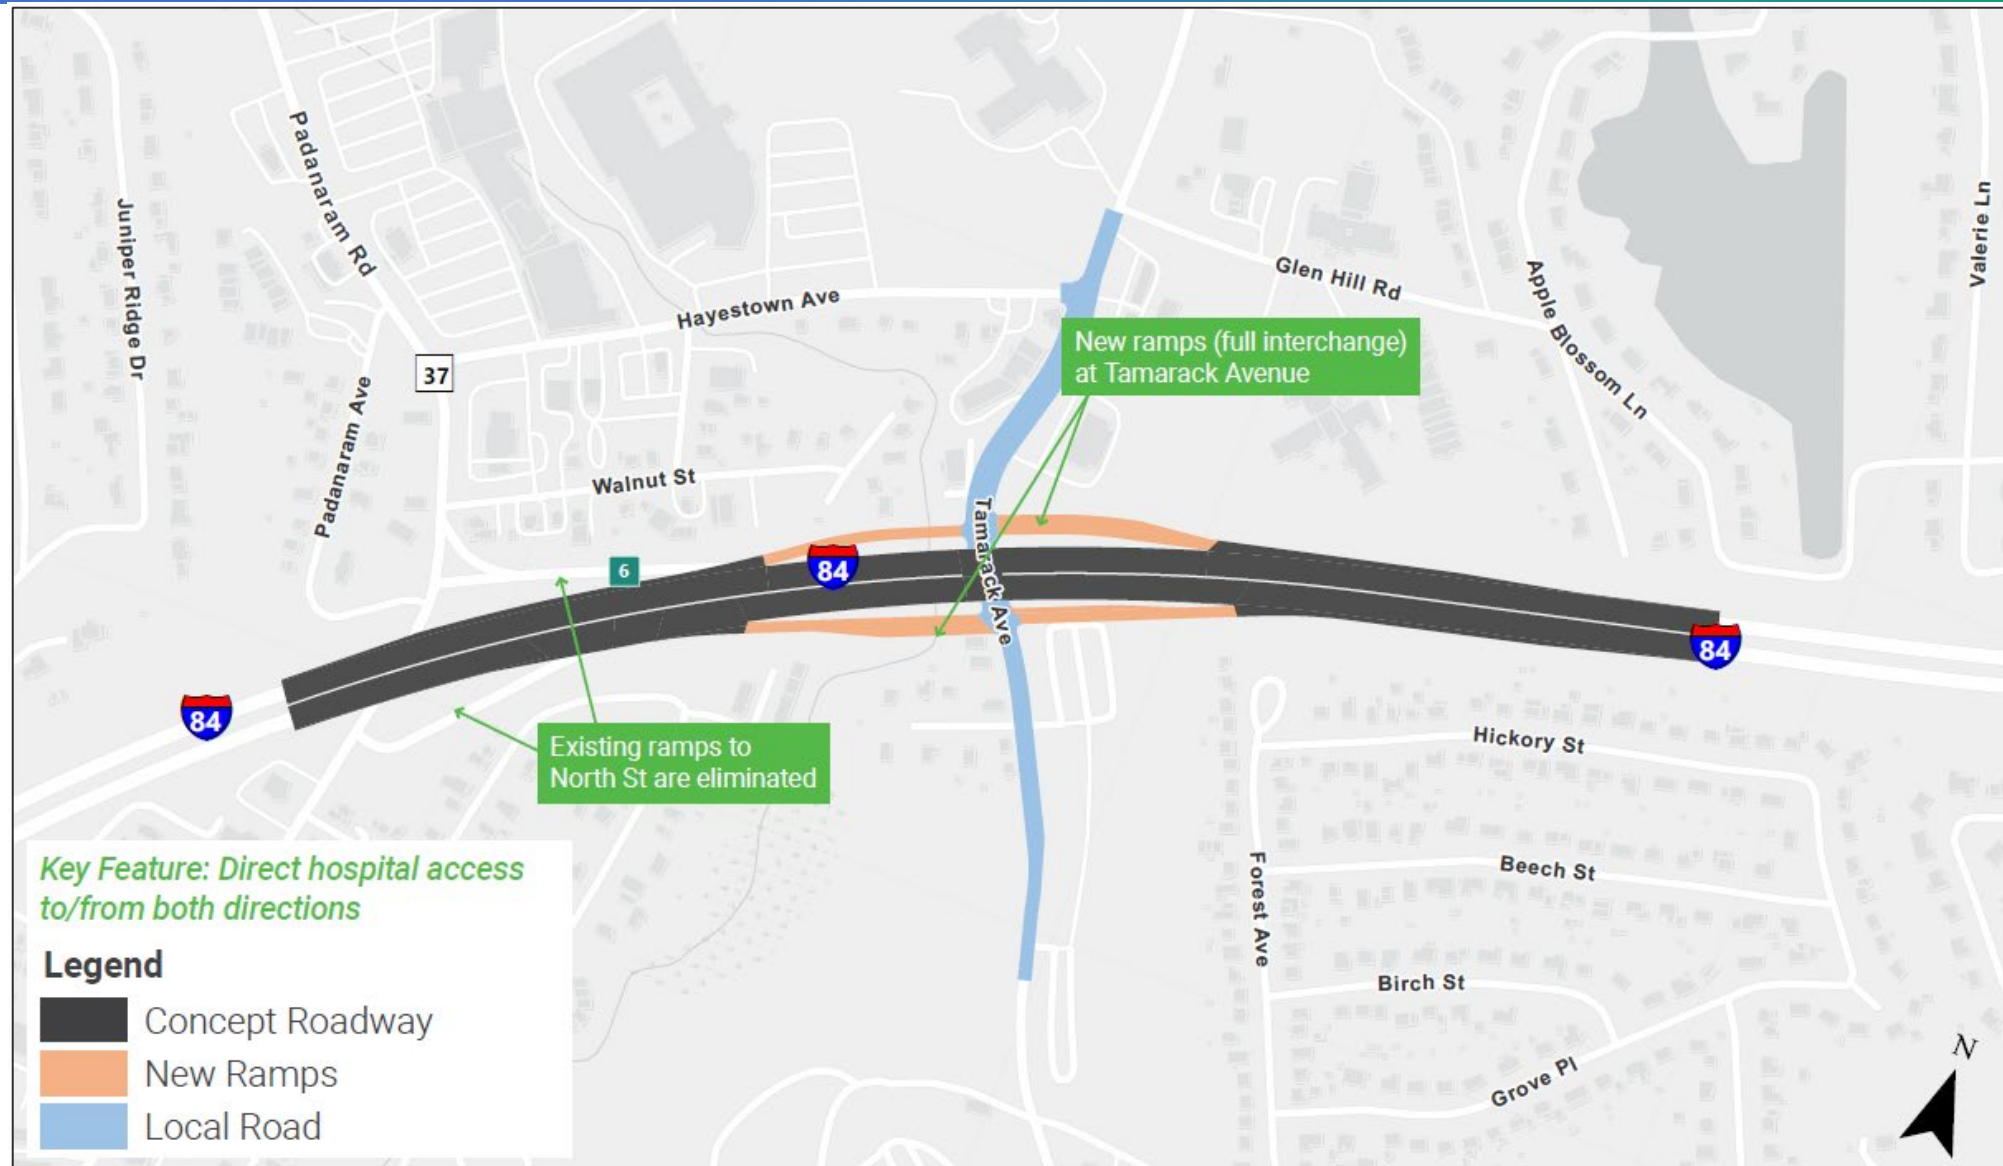 Padanaram Rd
Juniper Ridge Dr
Valerie Ln
Glen Hill Rd
Apple Blossom Ln
Hayestown Ave
New ramps (full interchange)
at Tamarack Avenue
37
Padanaram Ave
Walnut St
Tamarack Ave
6
84
84
84
Existing ramps to
North St are eliminated
Hickory St
Beech St
Forest Ave
Birch St
Grove Pl
Key Feature: Direct hospital access
to/from both directions
Legend
Concept Roadway
New Ramps
Local Road
N